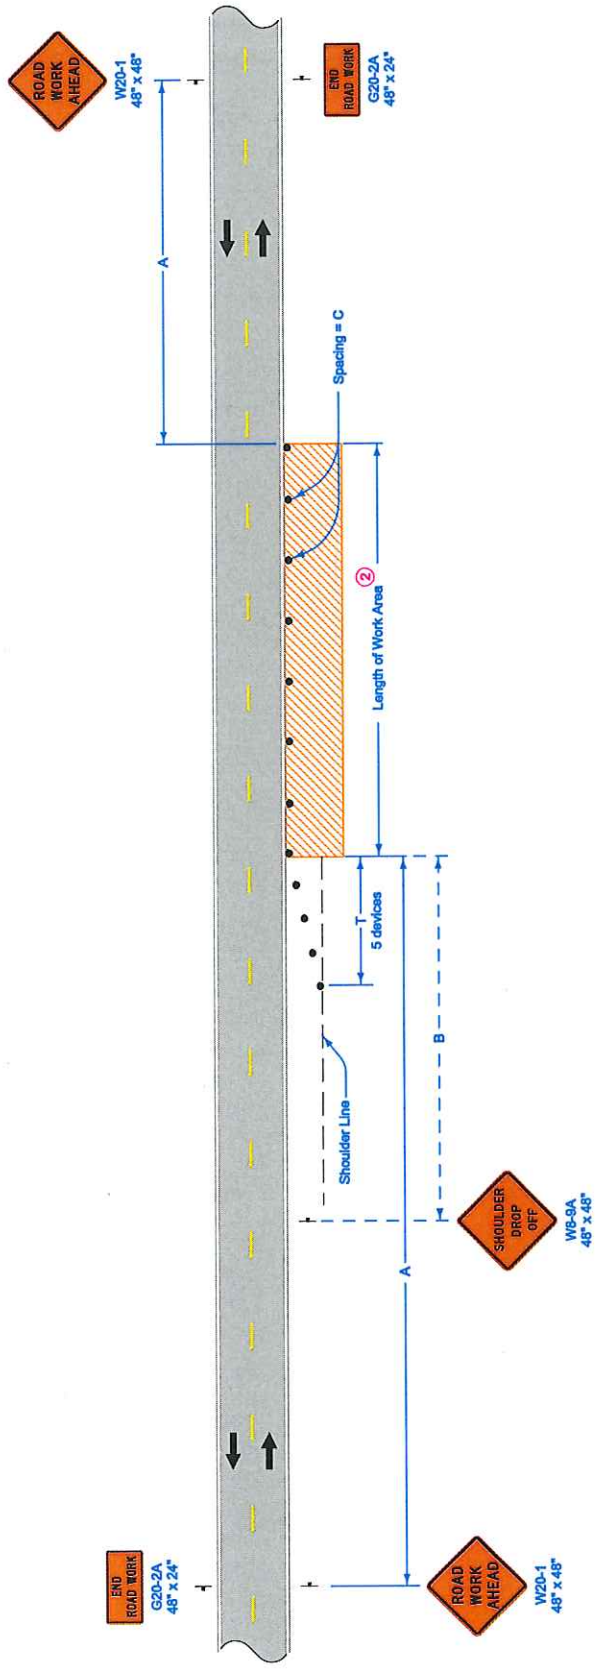 ROAD
WORK
AHEAD
W20-1
48" x 48"
END
ROAD WORK
G20-2A
48" x 24"
A
Spacing = C
Length of Work Area ②
T
5 devices
Shoulder Line
B
A
SHOULDER
DROP
OFF
W8-9A
48" x 48"
END
ROAD WORK
G20-2A
48" x 24"
ROAD
WORK
AHEAD
W20-1
48" x 48"